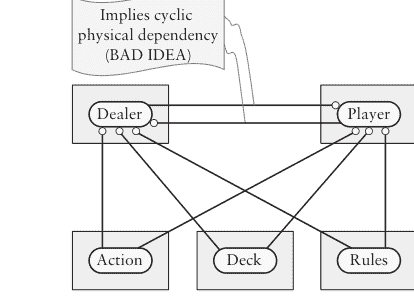 Implies cyclic
physical dependency
(BAD IDEA)
Dealer
Player
Action
Deck
Rules